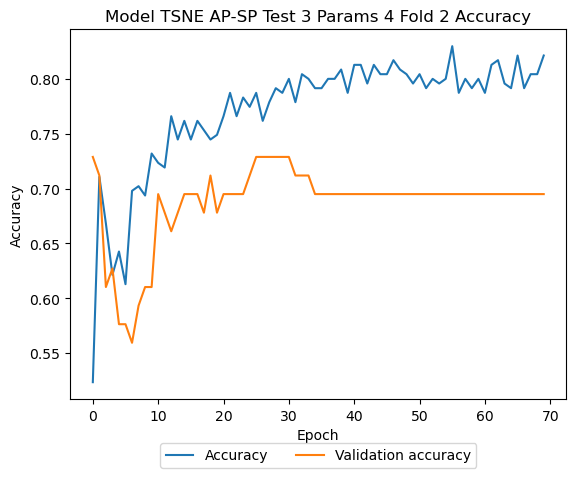 Model TSNE AP-SP Test 3 Params 4 Fold 2 Accuracy
0.80
0.75
0.70
0.65
0.60
0.55
Accuracy
0 10 20 30 40 50 60 70
Epoch
Accuracy Validation accuracy